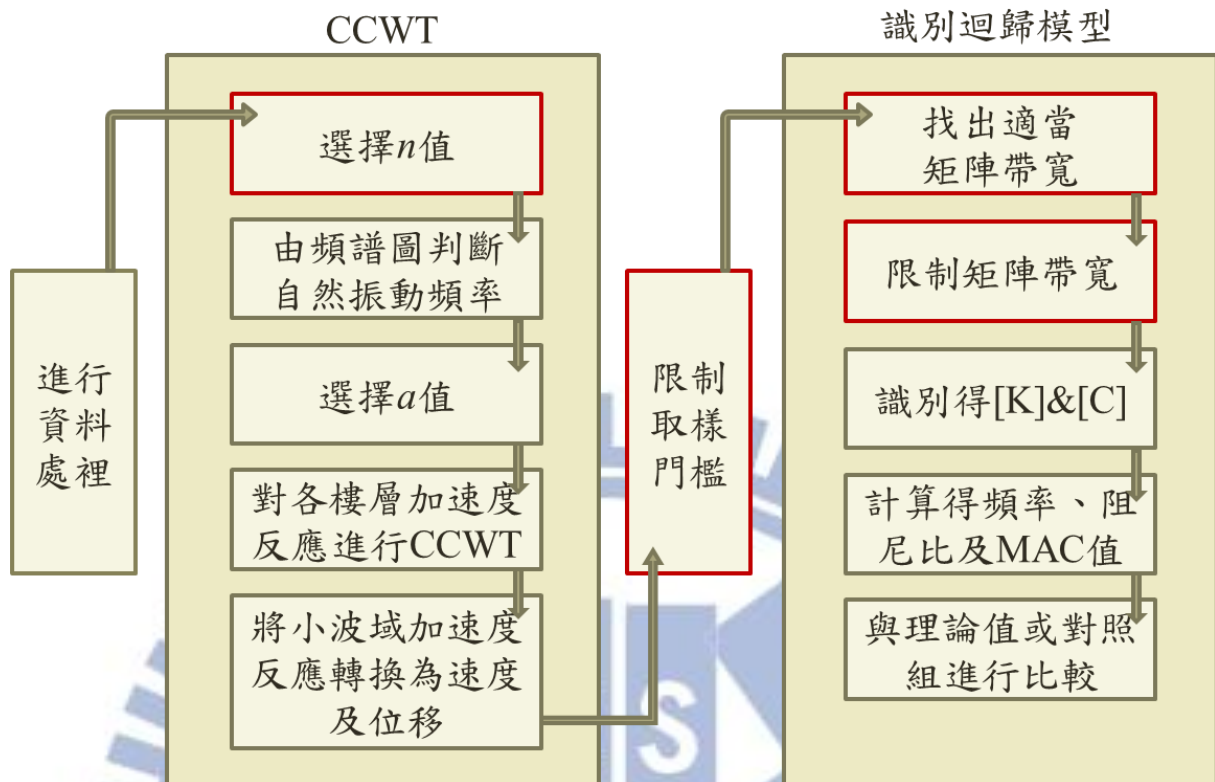 CCWT
識別迴歸模型
進行
資料
處裡
選擇n值
由頻譜圖判斷
自然振動頻率
選擇a值
對各樓層加速度
反應進行CCWT
將小波域加速度
反應轉換為速度
及位移
限制
取樣
門檻
找出適當
矩陣帶寬
限制矩陣帶寬
識別得[K]&[C]
計算得頻率、阻
尼比及MAC值
與理論值或對照
組進行比較
S